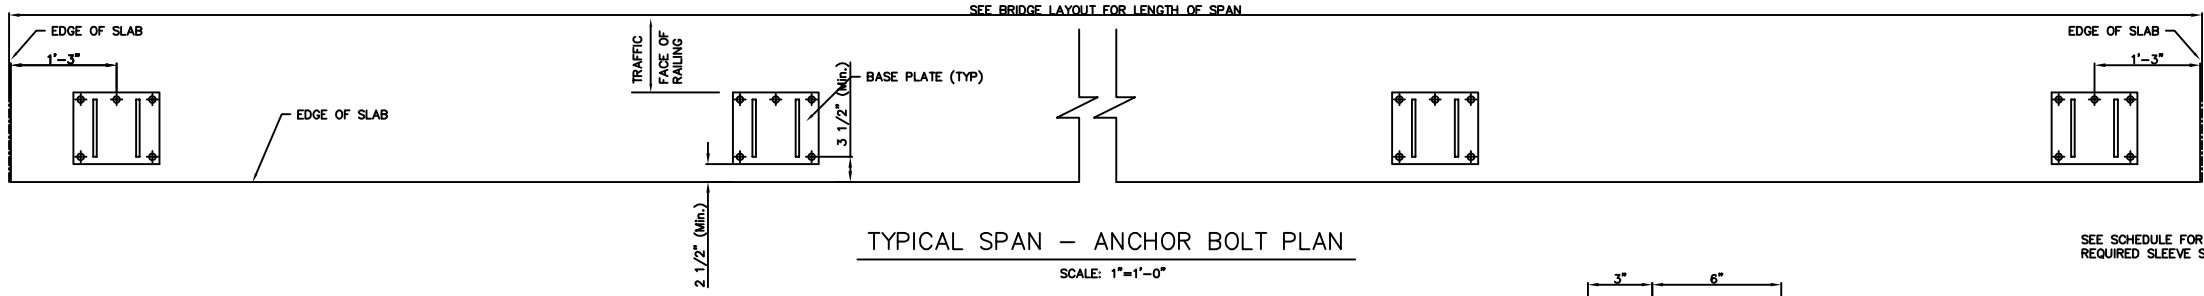 SEE BRIDGE LAYOUT FOR LENGTH OF SPAN
EDGE OF SLAB
1'-3"
TRAFFIC
FACE OF
RAILING
3 1/2" (Min.)
BASE PLATE (TYP)
EDGE OF SLAB
1'-3"
EDGE OF SLAB
2 1/2" (Min.)
TYPICAL SPAN - ANCHOR BOLT PLAN
SCALE: 1"=1'-0"
SEE SCHEDULE FOR
REQUIRED SLEEVE S
3"
6"